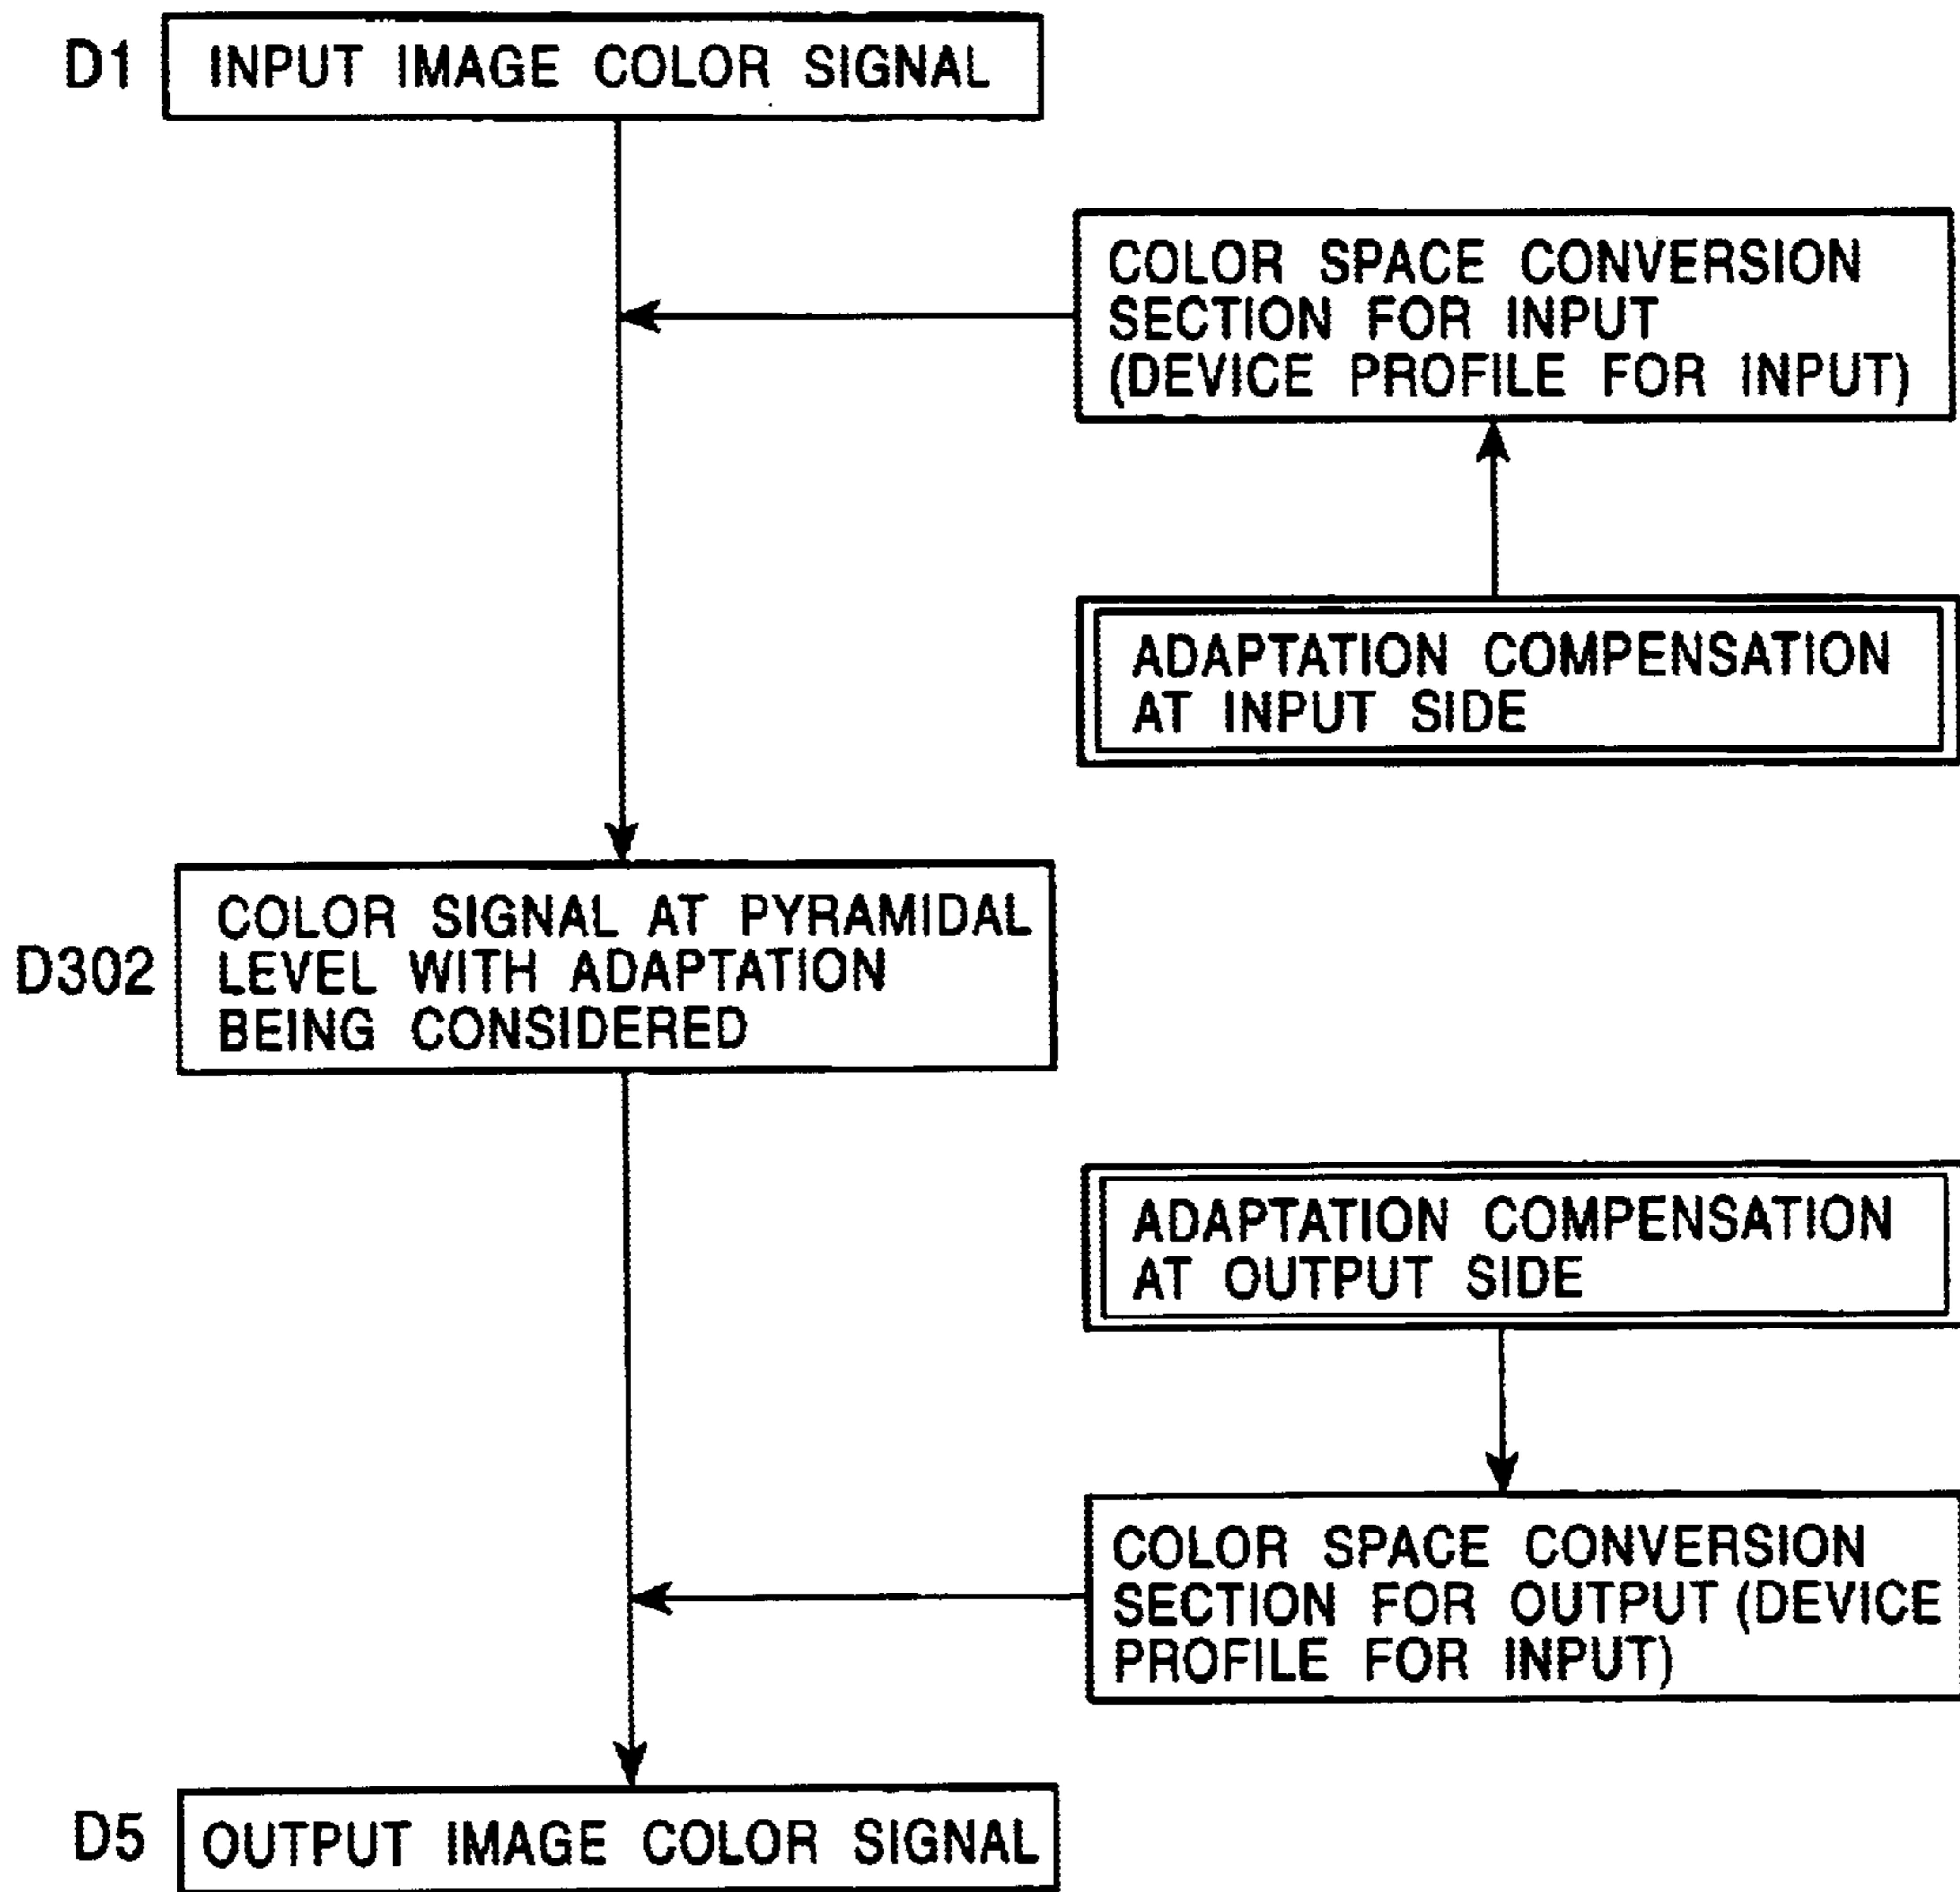 D1 INPUT IMAGE COLOR SIGNAL
COLOR SPACE CONVERSION
SECTION FOR INPUT
(DEVICE PROFILE FOR INPUT)
ADAPTATION COMPENSATION
AT INPUT SIDE
D302
COLOR SIGNAL AT PYRAMIDAL
LEVEL WITH ADAPTATION
BEING CONSIDERED
ADAPTATION COMPENSATION
AT OUTPUT SIDE
COLOR SPACE CONVERSION
SECTION FOR OUTPUT (DEVICE
PROFILE FOR INPUT)
D5 OUTPUT IMAGE COLOR SIGNAL